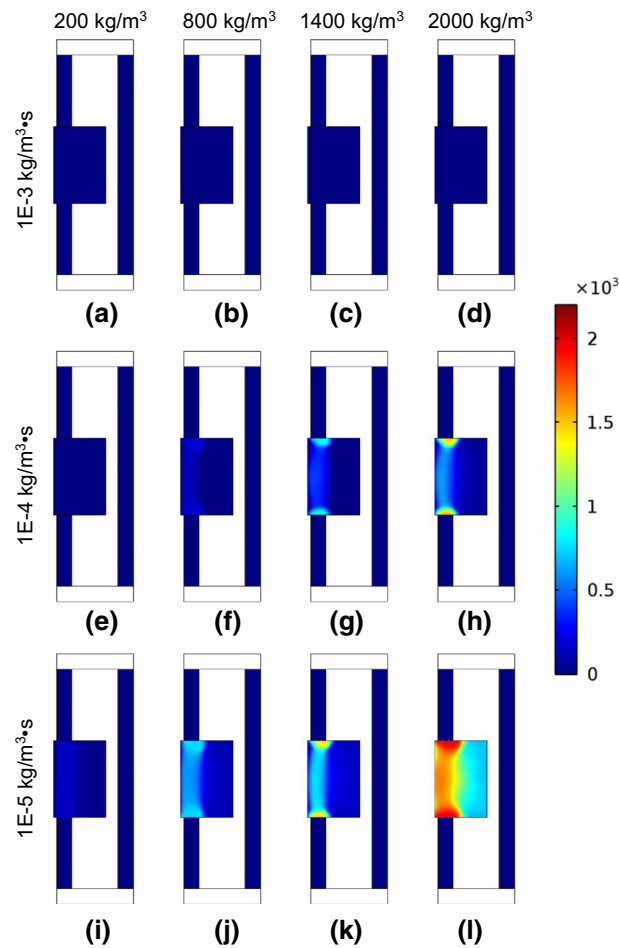 200 kg/m³ 800 kg/m³ 1400 kg/m³ 2000 kg/m³
1E-3 kg/m³•s
(a) (b) (c) (d)
×10³
2
1.5
1
0.5
0
1E-4 kg/m³•s
(e) (f) (g) (h)
1E-5 kg/m³•s
(i) (j) (k) (l)